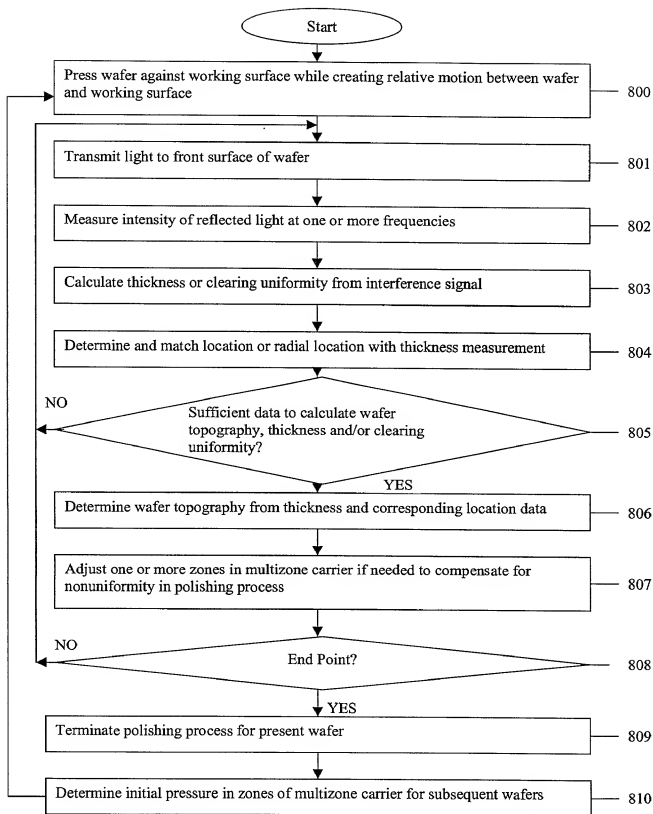 Start
Press wafer against working surface while creating relative motion between wafer
and working surface
800
Transmit light to front surface of wafer
801
Measure intensity of reflected light at one or more frequencies
802
Calculate thickness or clearing uniformity from interference signal
803
Determine and match location or radial location with thickness measurement
804
NO
Sufficient data to calculate wafer
topography, thickness and/or clearing
uniformity?
805
YES
Determine wafer topography from thickness and corresponding location data
806
Adjust one or more zones in multizone carrier if needed to compensate for
nonuniformity in polishing process
807
NO
End Point?
808
YES
Terminate polishing process for present wafer
809
Determine initial pressure in zones of multizone carrier for subsequent wafers
810